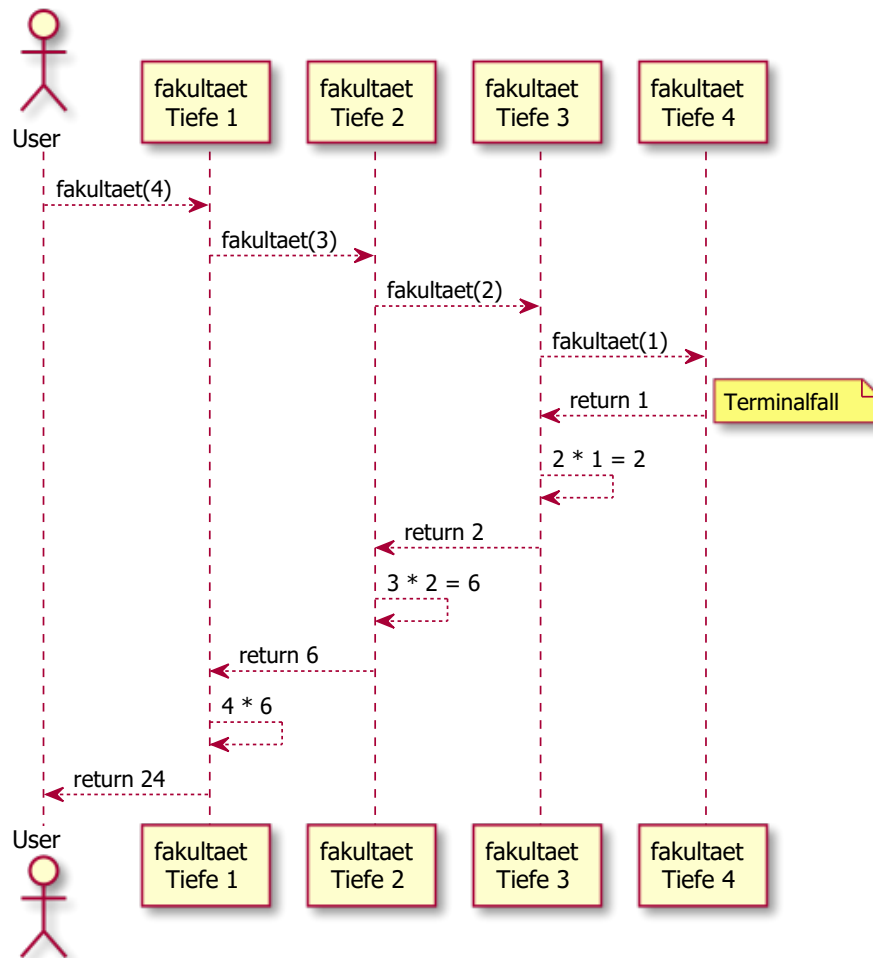 User
fakultaet
Tiefe 1
fakultaet
Tiefe 2
fakultaet
Tiefe 3
fakultaet
Tiefe 4
fakultaet(4)
fakultaet(3)
fakultaet(2)
fakultaet(1)
return 1
Terminalfall
2 * 1 = 2
return 2
3 * 2 = 6
return 6
4 * 6
return 24
User
fakultaet
Tiefe 1
fakultaet
Tiefe 2
fakultaet
Tiefe 3
fakultaet
Tiefe 4